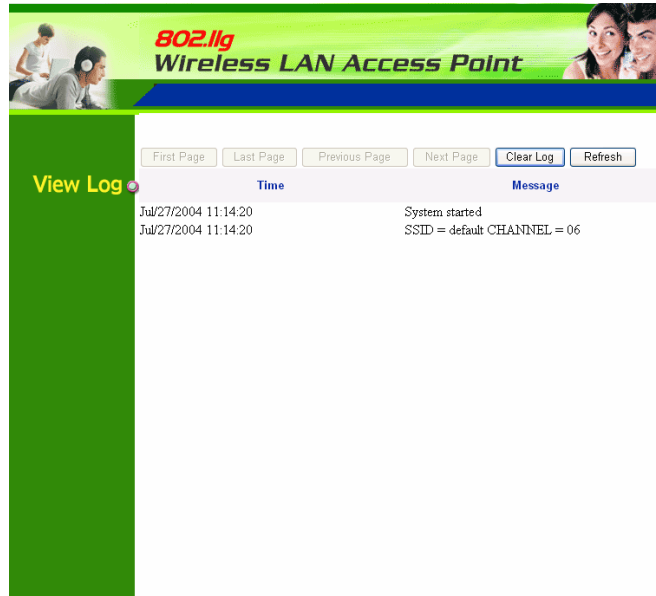 802.11g
Wireless LAN Access Point
First Page Last Page Previous Page Next Page Clear Log Refresh
View Log
Time Message
Jul/27/2004 11:14:20 System started
Jul/27/2004 11:14:20 SSID = default CHANNEL = 06